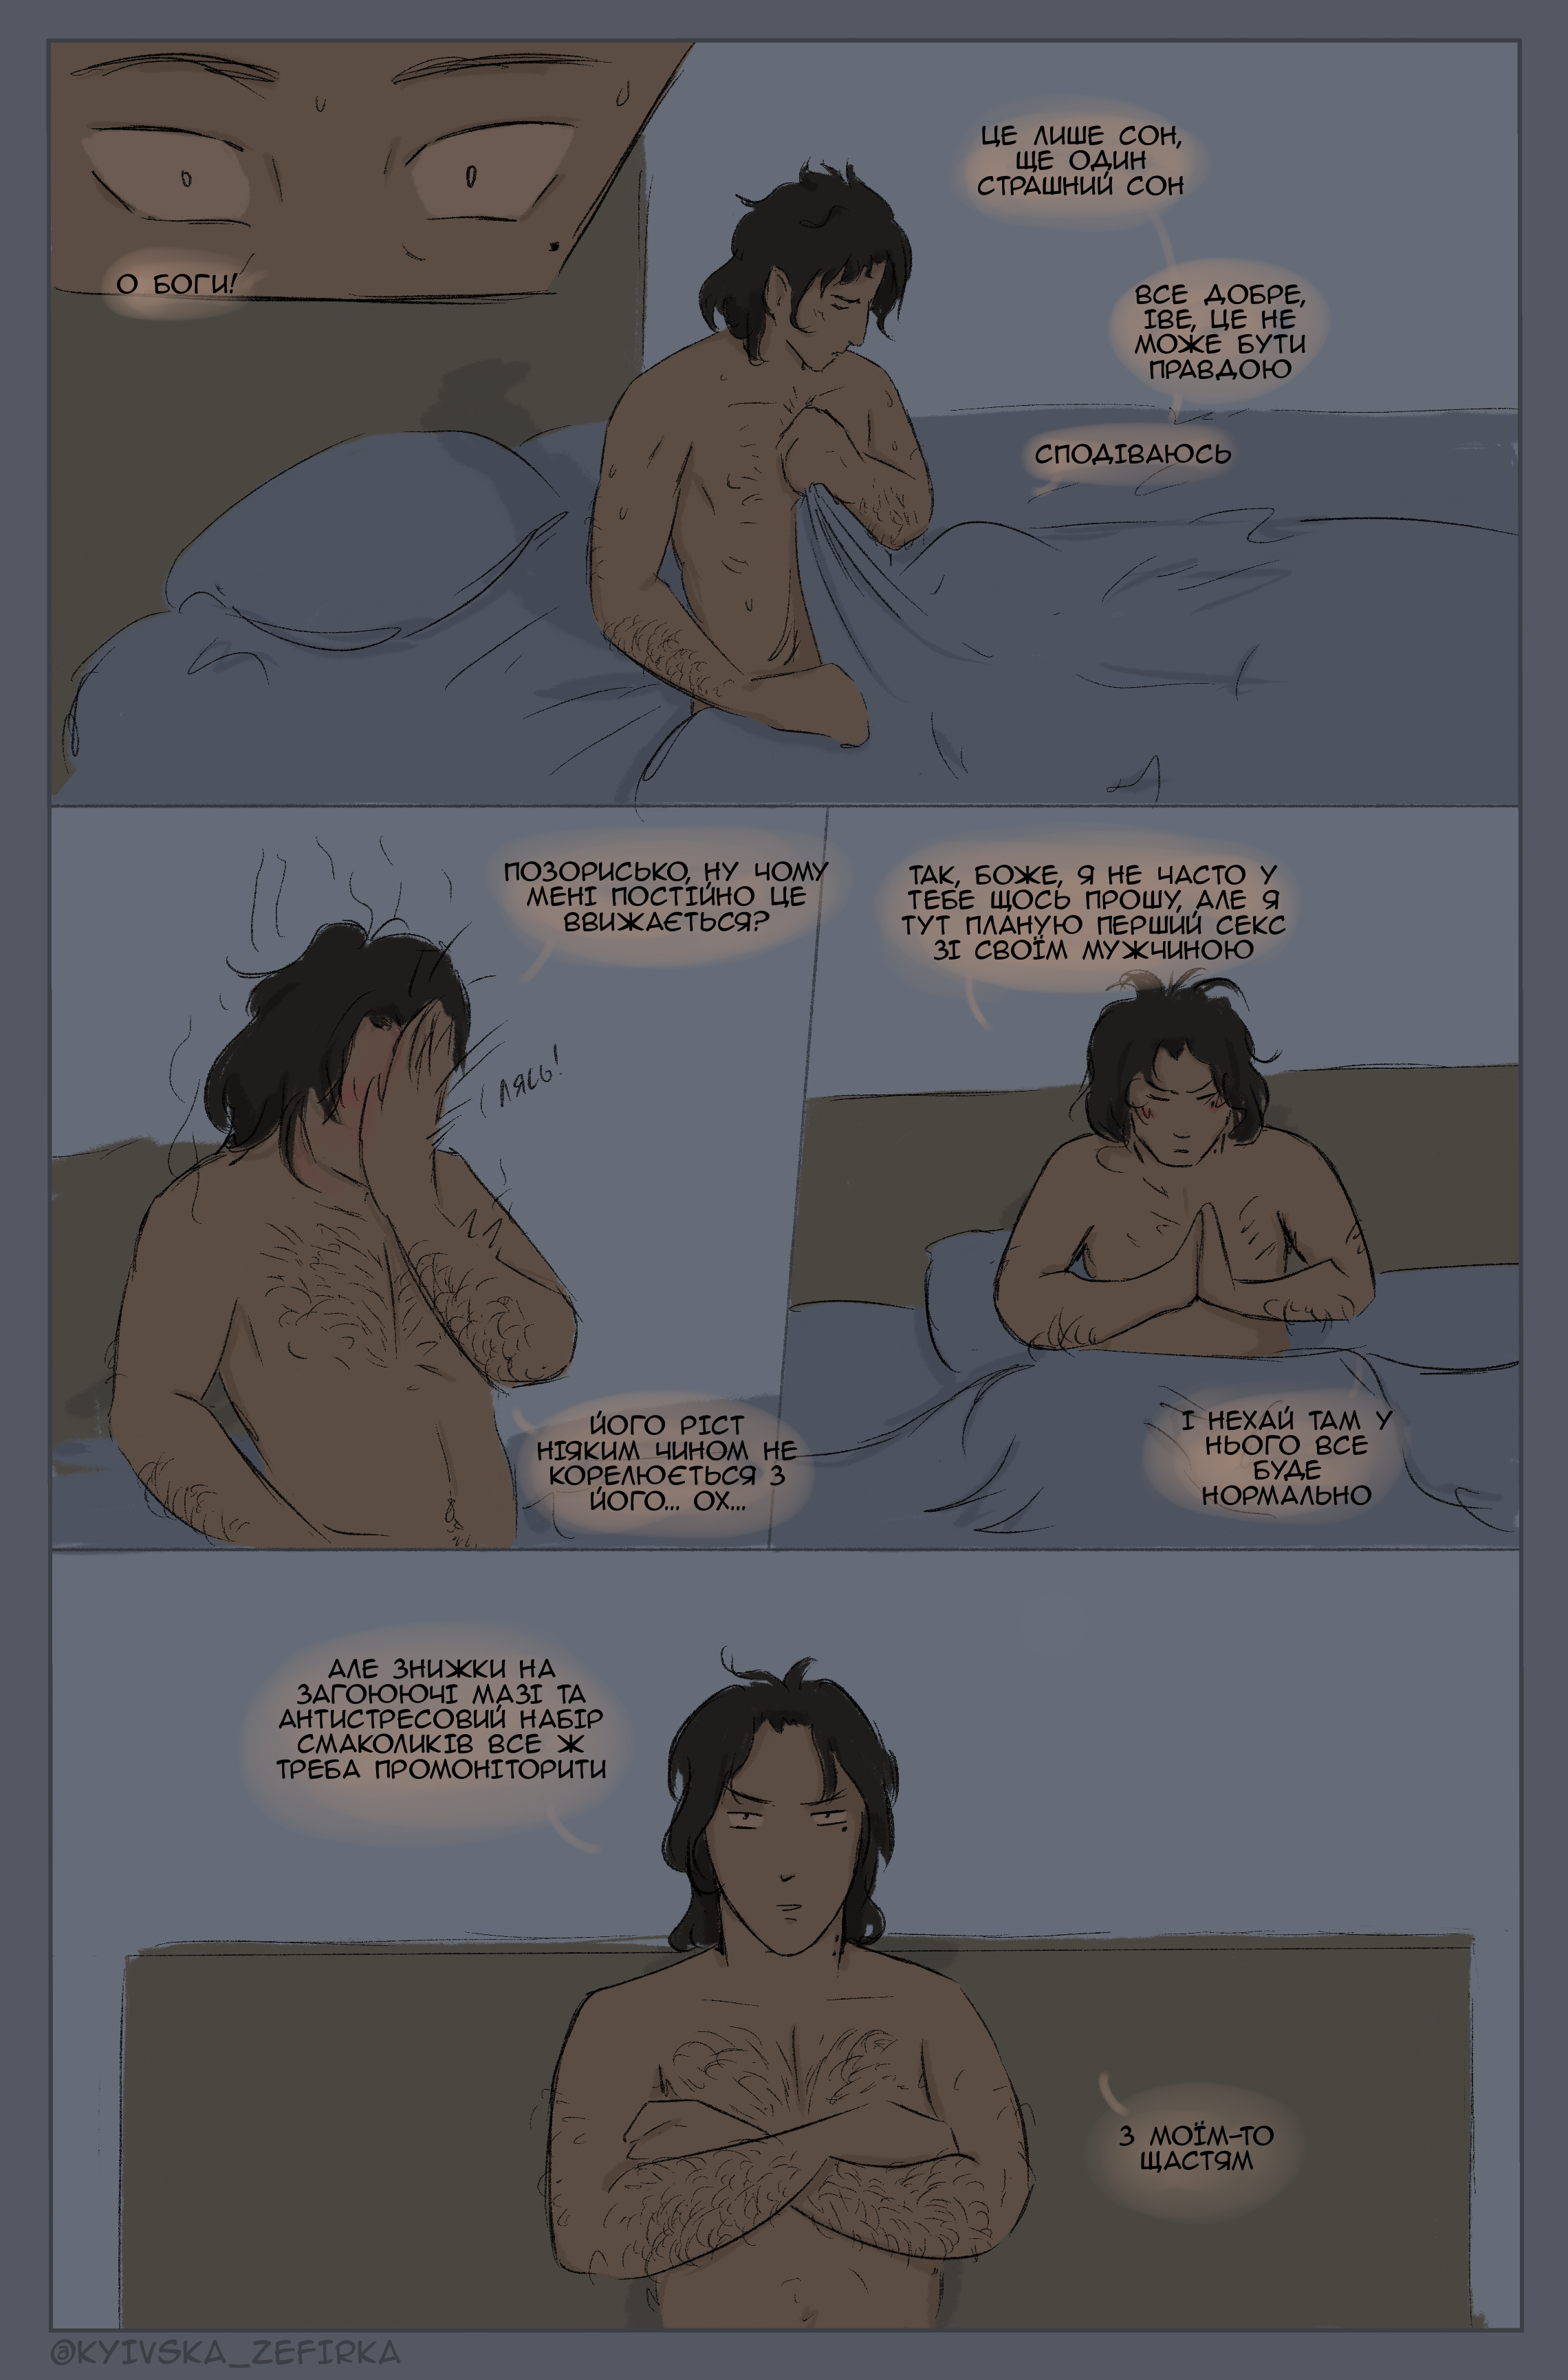 О БОГИ!
ЦЕ ЛИШЕ СОН,
ЩЕ ОДИН
СТРАШНИЙ СОН
ВСЕ ДОБРЕ,
ІВЕ, ЦЕ НЕ
МОЖЕ БУТИ
ПРАВДОЮ
СПОДІВАЮСЬ
ПОЗОРИСЬКО, НУ ЧОМУ
МЕНІ ПОСТІЙНО ЦЕ
ВВИЖАЄТЬСЯ?
ЛЯСЬ!
ЙОГО РІСТ
НІЯКИМ ЧИНОМ НЕ
КОРЕЛЮЄТЬСЯ З
ЙОГО... ОХ...
ТАК, БОЖЕ, Я НЕ ЧАСТО У
ТЕБЕ ЩОСЬ ПРОШУ, АЛЕ Я
ТУТ ПЛАНУЮ ПЕРШИЙ СЕКС
ЗІ СВОЇМ МУЖЧИНОЮ
І НЕХАЙ ТАМ У
НЬОГО ВСЕ
БУДЕ
НОРМАЛЬНО
АЛЕ ЗНИЖКИ НА
ЗАГОЮЮЧІ МАЗІ ТА
АНТИСТРЕСОВИЙ НАБІР
СМАКОЛИКІВ ВСЕ Ж
ТРЕБА ПРОМОНІТОРИТИ
З МОЇМ-ТО
ЩАСТЯМ
@KYIVSKA_ZEFIRKA